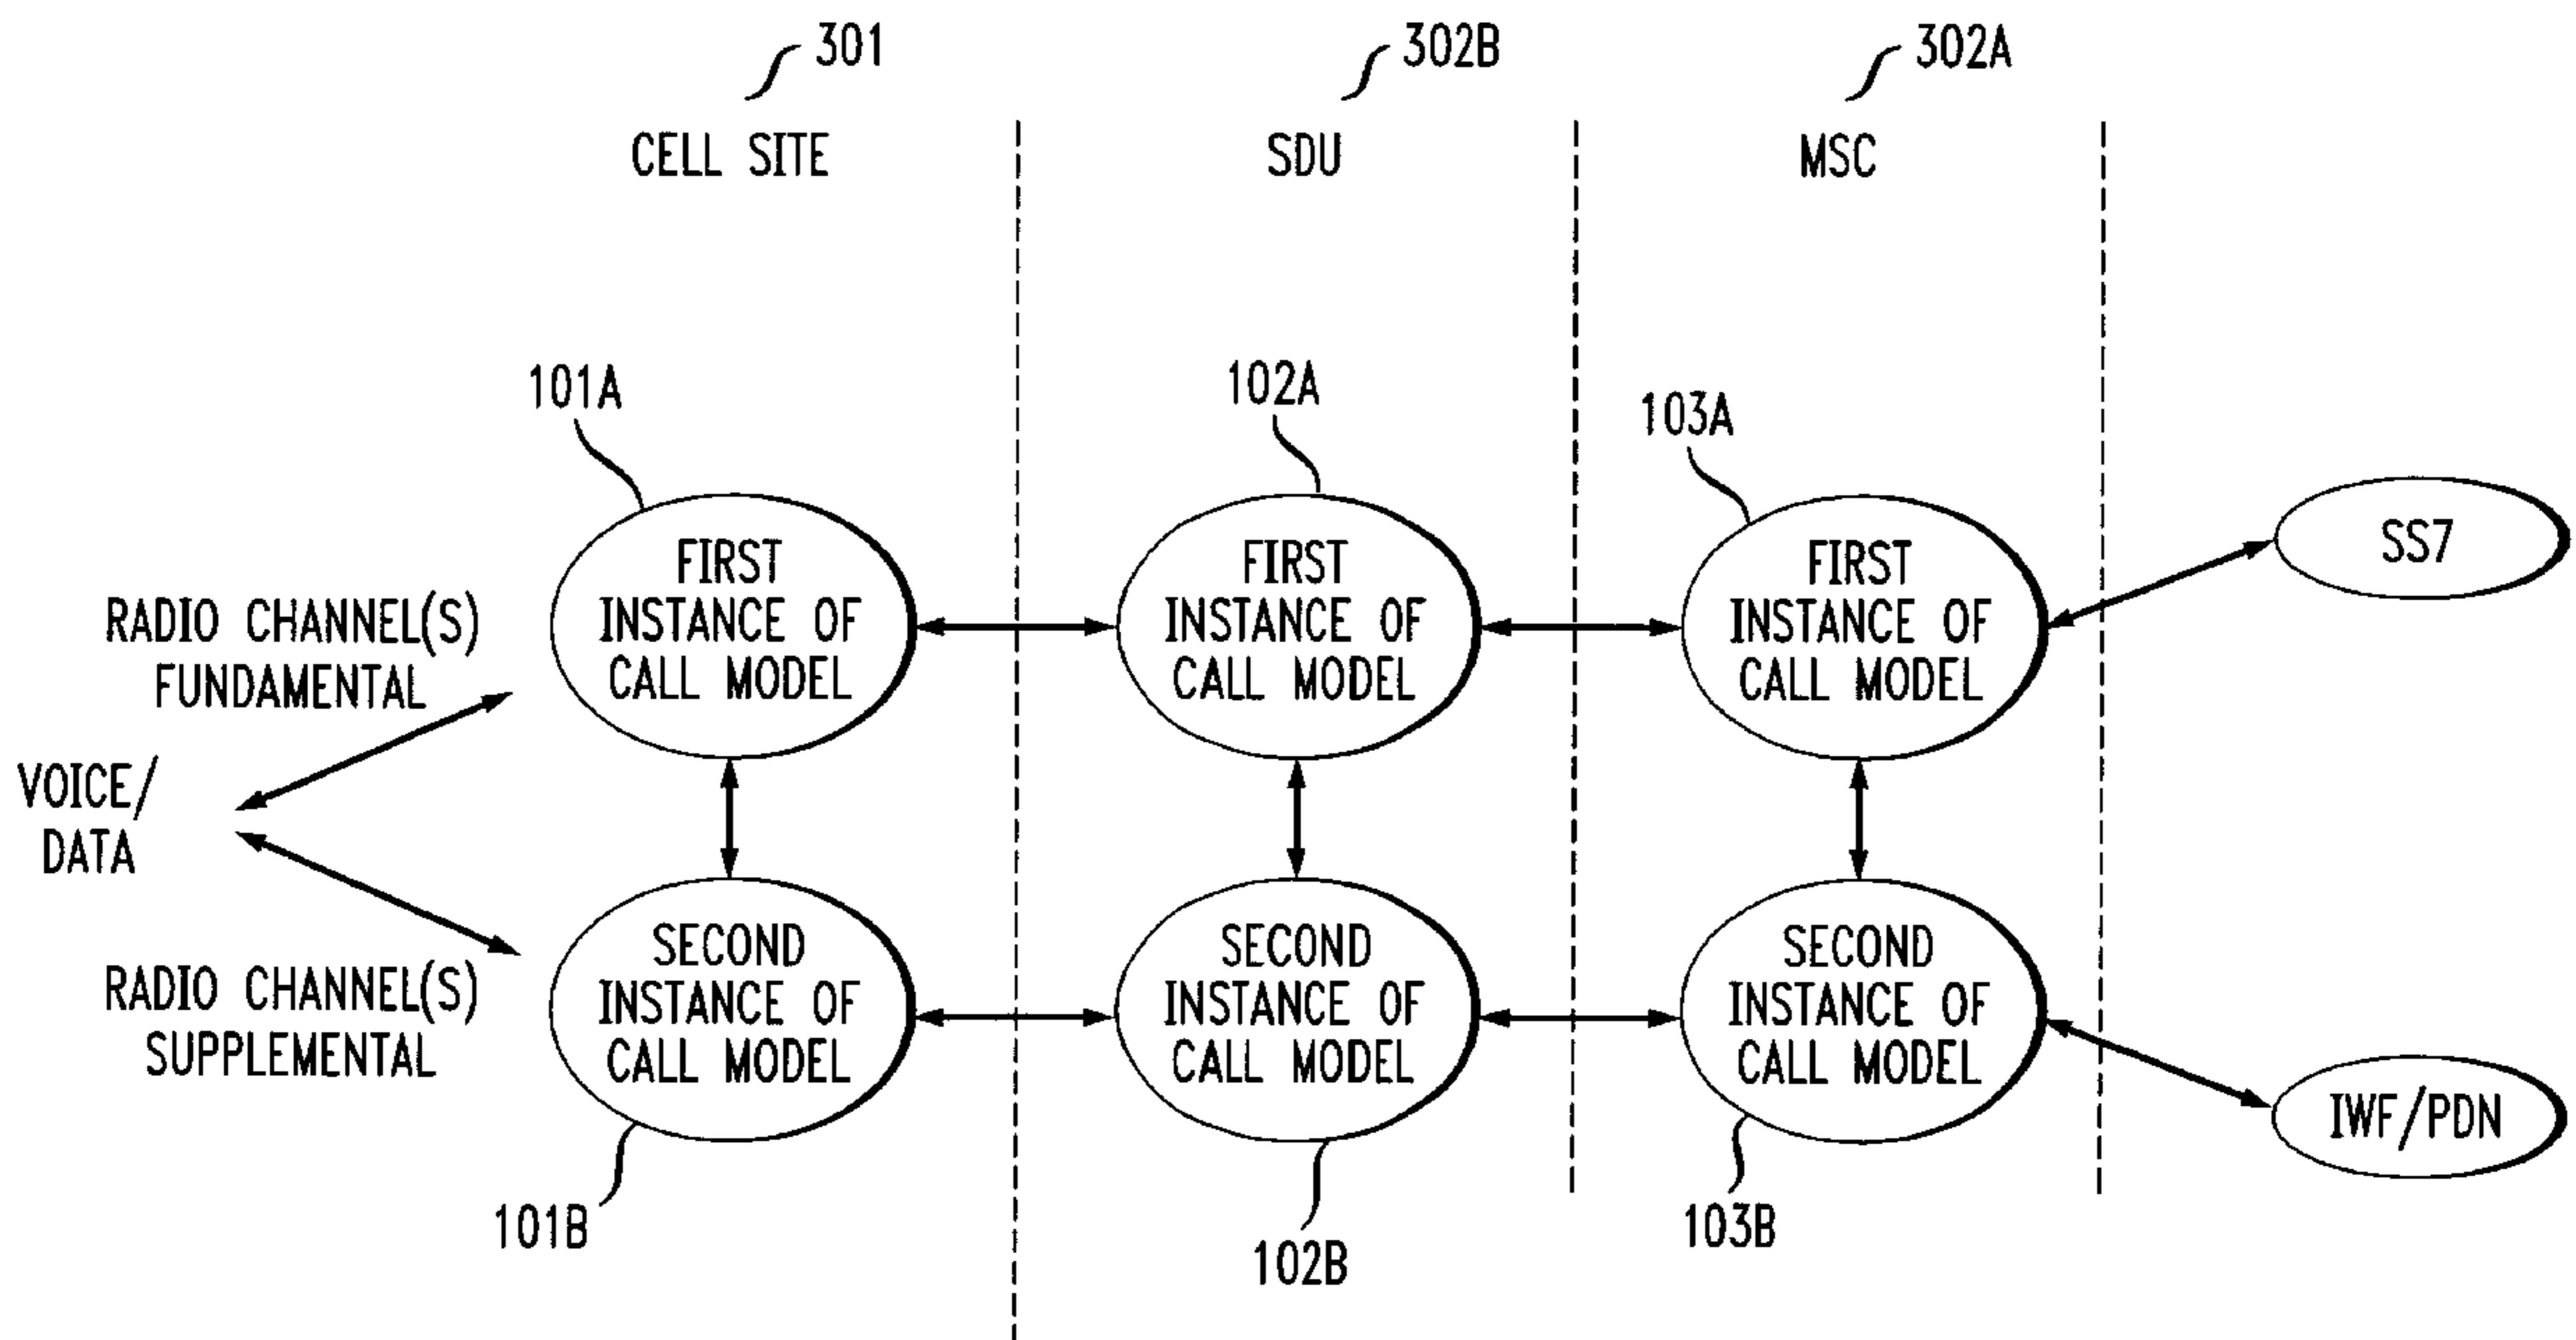 301
302B
302A
CELL SITE
SDU
MSC
101A
102A
103A
FIRST
INSTANCE OF
CALL MODEL
FIRST
INSTANCE OF
CALL MODEL
FIRST
INSTANCE OF
CALL MODEL
SS7
RADIO CHANNEL(S)
FUNDAMENTAL
VOICE/
DATA
RADIO CHANNEL(S)
SUPPLEMENTAL
SECOND
INSTANCE OF
CALL MODEL
SECOND
INSTANCE OF
CALL MODEL
SECOND
INSTANCE OF
CALL MODEL
IWF/PDN
101B
102B
103B